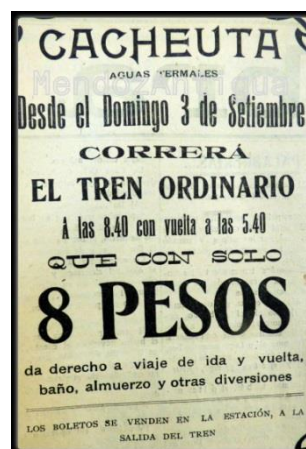 CACHEUTA
AGUAS TERMALES
MendozAntigua
Desde el Domingo 3 de Setiembre
CORRERÁ
EL TREN ORDINARIO
Á las 8.40 con vuelta a las 5.40
QUE CON SOLO
8 PESOS
da derecho a viaje de ida y vuelta,
baño, almuerzo y otras diversiones
LOS BOLETOS SE VENDEN EN LA ESTACIÓN, A LA
SALIDA DEL TREN